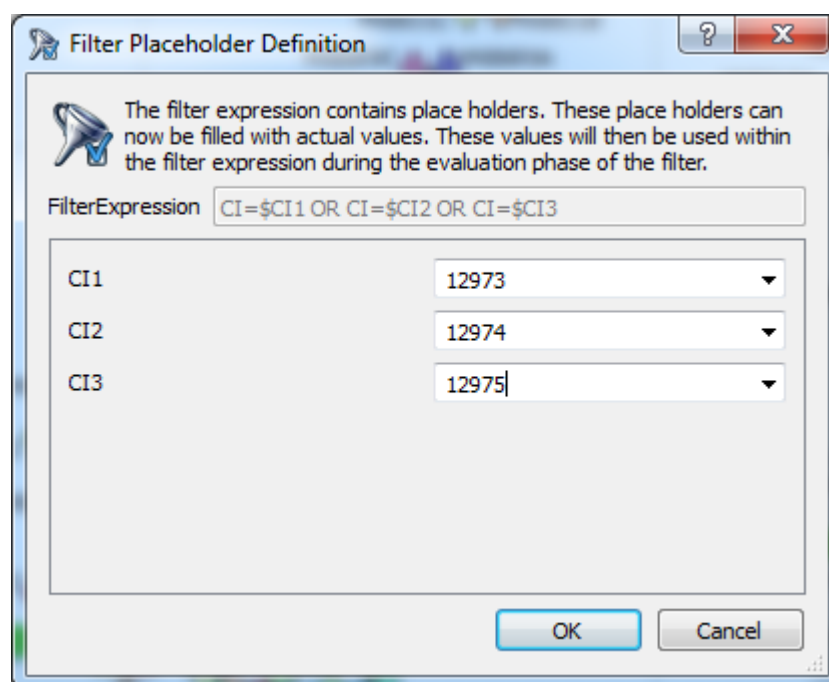 Filter Placeholder Definition
The filter expression contains place holders. These place holders can
now be filled with actual values. These values will then be used within
the filter expression during the evaluation phase of the filter.
FilterExpression CI=$CI1 OR CI=$CI2 OR CI=$CI3
CI1 12973
CI2 12974
CI3 12975
OK Cancel